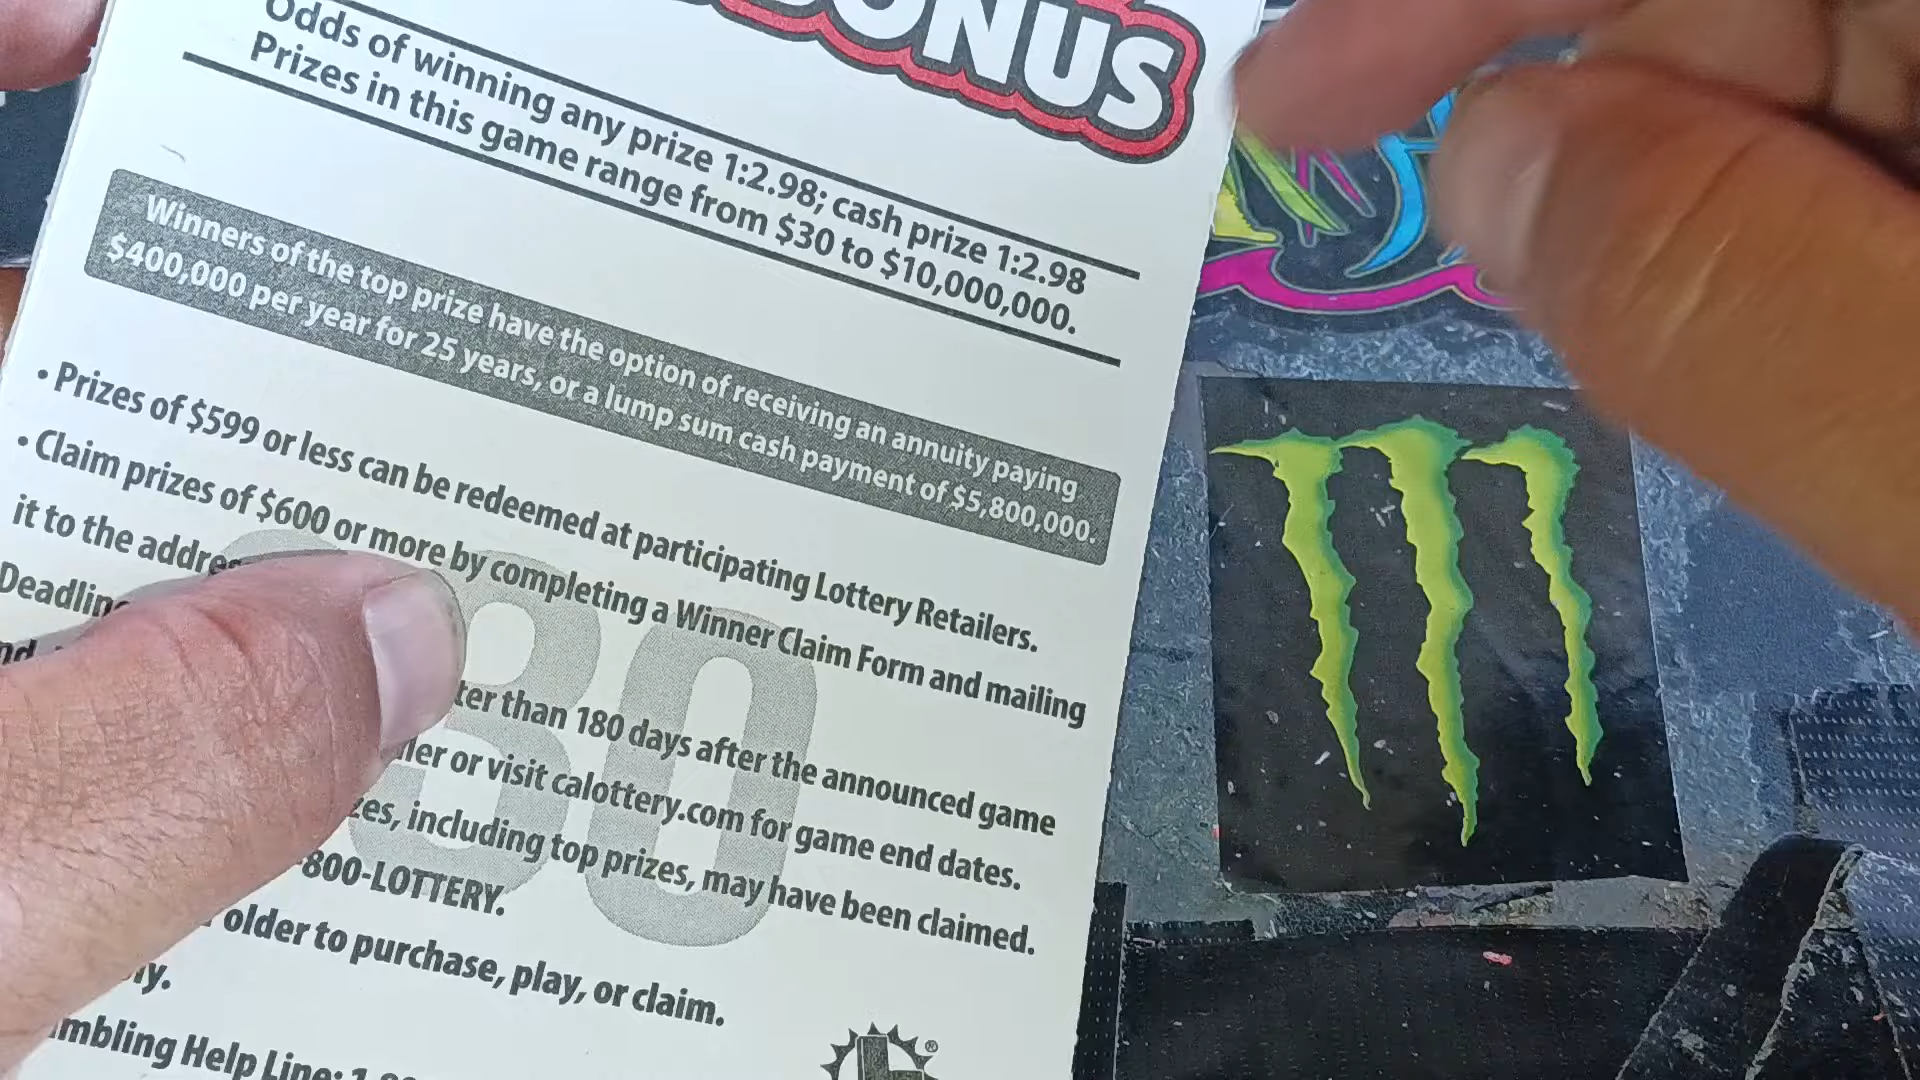 BONUS
Odds of winning any prize 1:2.98; cash prize 1:2.98
Prizes in this game range from $30 to $10,000,000.
Winners of the top prize have the option of receiving an annuity paying
$400,000 per year for 25 years, or a lump sum cash payment of $5,800,000.
• Prizes of $599 or less can be redeemed at participating Lottery Retailers.
• Claim prizes of $600 or more by completing a Winner Claim Form and mailing
it to the
than 180 days after the announced game
or visit calottery.com for game end dates.
including top prizes, may have been claimed.
800-LOTTERY.
older to purchase, play, or claim.
Help Line:
30